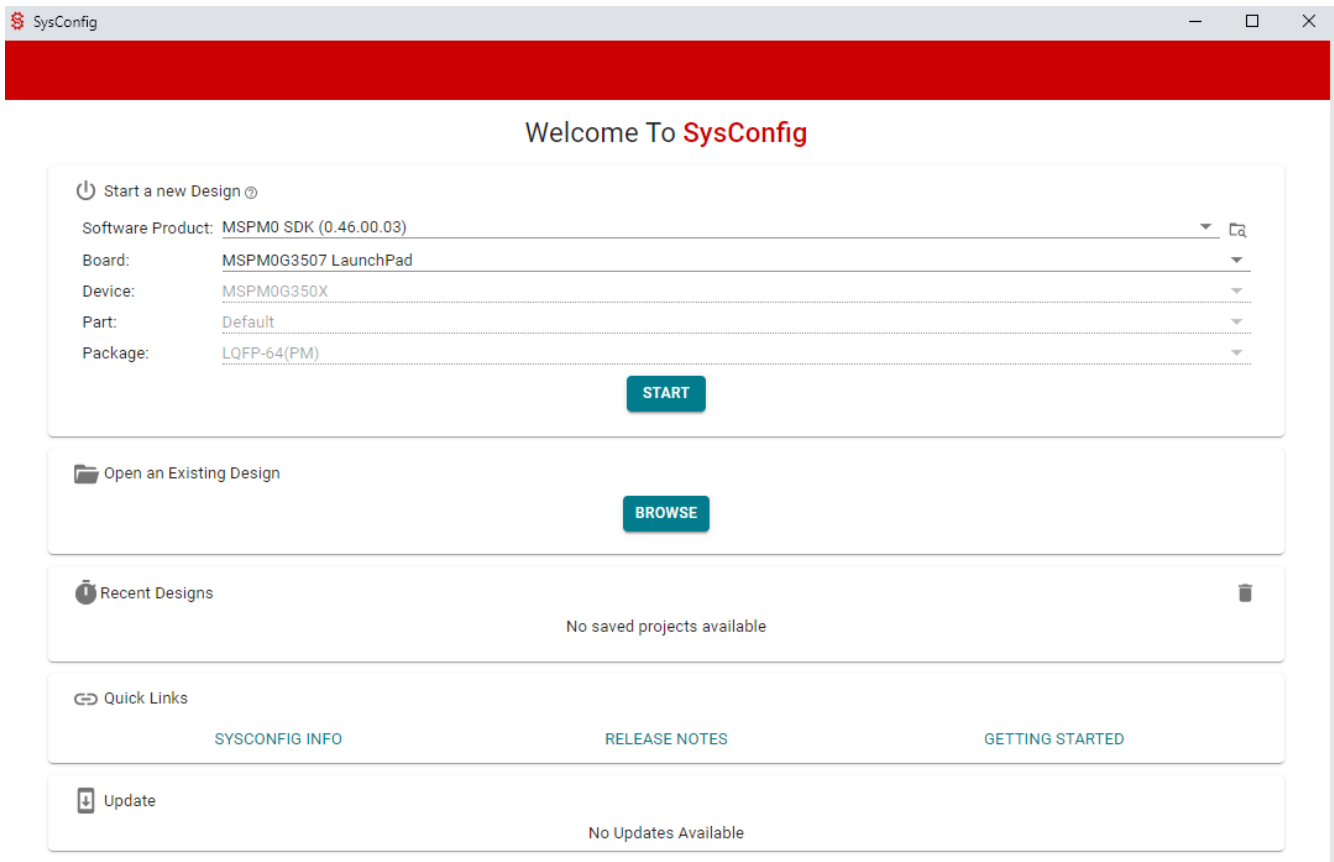 SysConfig
Welcome To SysConfig
Start a new Design
Software Product: MSPM0 SDK (0.46.00.03)
Board: MSPM0G3507 LaunchPad
Device: MSPM0G350X
Part: Default
Package: LQFP-64(PM)
START
Open an Existing Design
BROWSE
Recent Designs
No saved projects available
Quick Links
SYSCONFIG INFO RELEASE NOTES GETTING STARTED
Update
No Updates Available